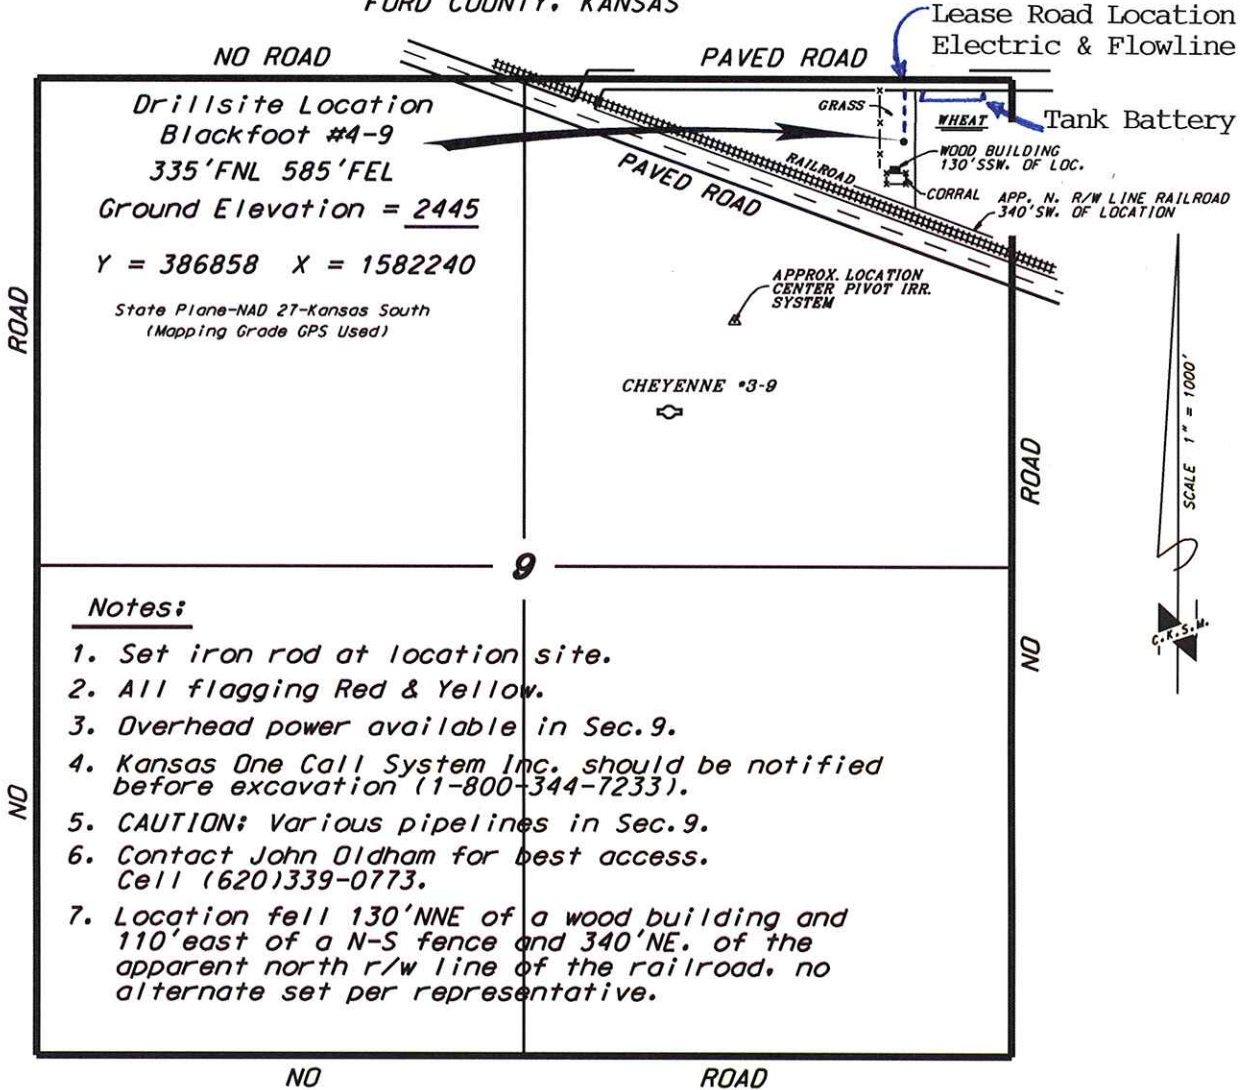 FORD COUNTY, KANSAS
Lease Road Location
Electric & Flowline
NO ROAD
PAVED ROAD
Drillsite Location
Blackfoot #4-9
335'FNL 585'FEL
Ground Elevation = 2445
Y = 386858 X = 1582240
State Plane-NAD 27-Kansas South
(Mapping Grade GPS Used)
GRASS
WHEAT
Tank Battery
WOOD BUILDING
130'SSW. OF LOC.
RAILROAD
PAVED ROAD
CORRAL
APP. N. R/W LINE RAILROAD
340'SW. OF LOCATION
APPROX. LOCATION
CENTER PIVOT IRR.
SYSTEM
CHEYENNE #3-9
ROAD
ROAD
SCALE 1" = 1000'
9
C.K.S.M.
NO
NO
Notes:
1. Set iron rod at location site.
2. All flagging Red & Yellow.
3. Overhead power available in Sec.9.
4. Kansas One Call System Inc. should be notified
before excavation (1-800-344-7233).
5. CAUTION: Various pipelines in Sec.9.
6. Contact John Oldham for best access.
Cell (620)339-0773.
7. Location fell 130'NNE of a wood building and
110'east of a N-S fence and 340'NE. of the
apparent north r/w line of the railroad, no
alternate set per representative.
NO
ROAD